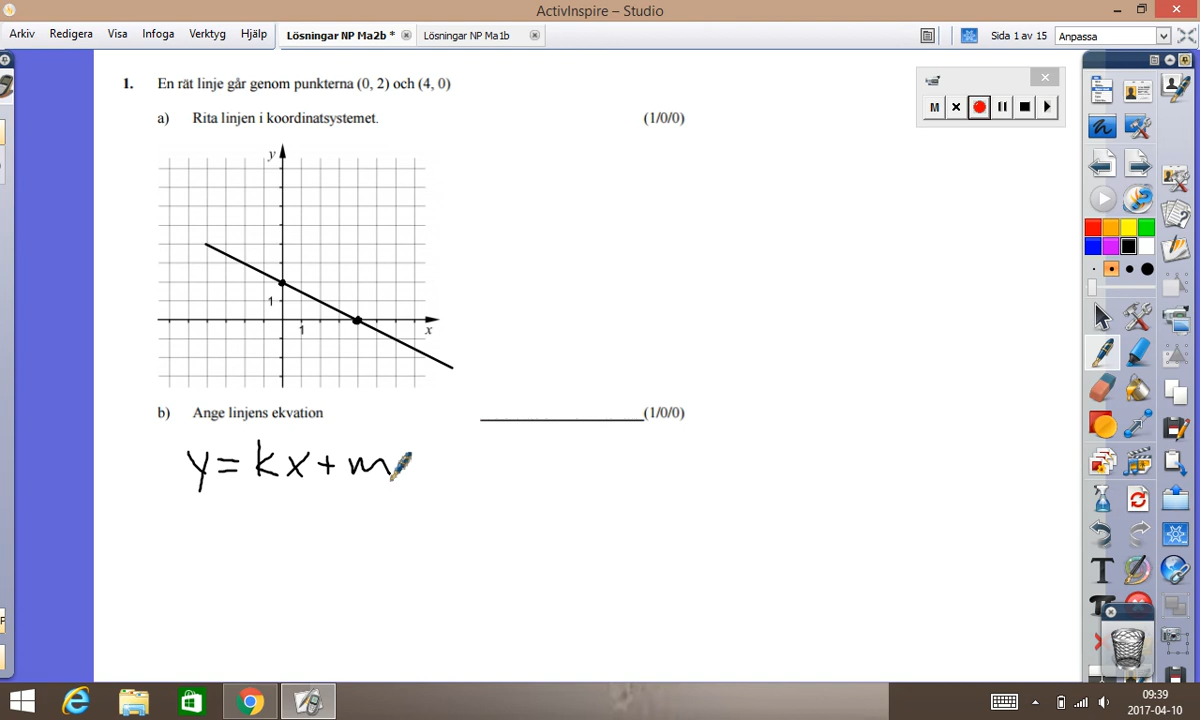 ActivInspire – Studio
Arkiv Redigera Visa Infoga Verktyg Hjälp Lösningar NP Ma2b * Lösningar NP Ma1b Sida 1 av 15 Anpassa
1. En rät linje går genom punkterna (0, 2) och (4, 0)
a) Rita linjen i koordinatsystemet. (1/0/0)
M
y
1
1
x
b) Ange linjens ekvation (1/0/0)
y = kx + m
T
09:39
2017-04-10